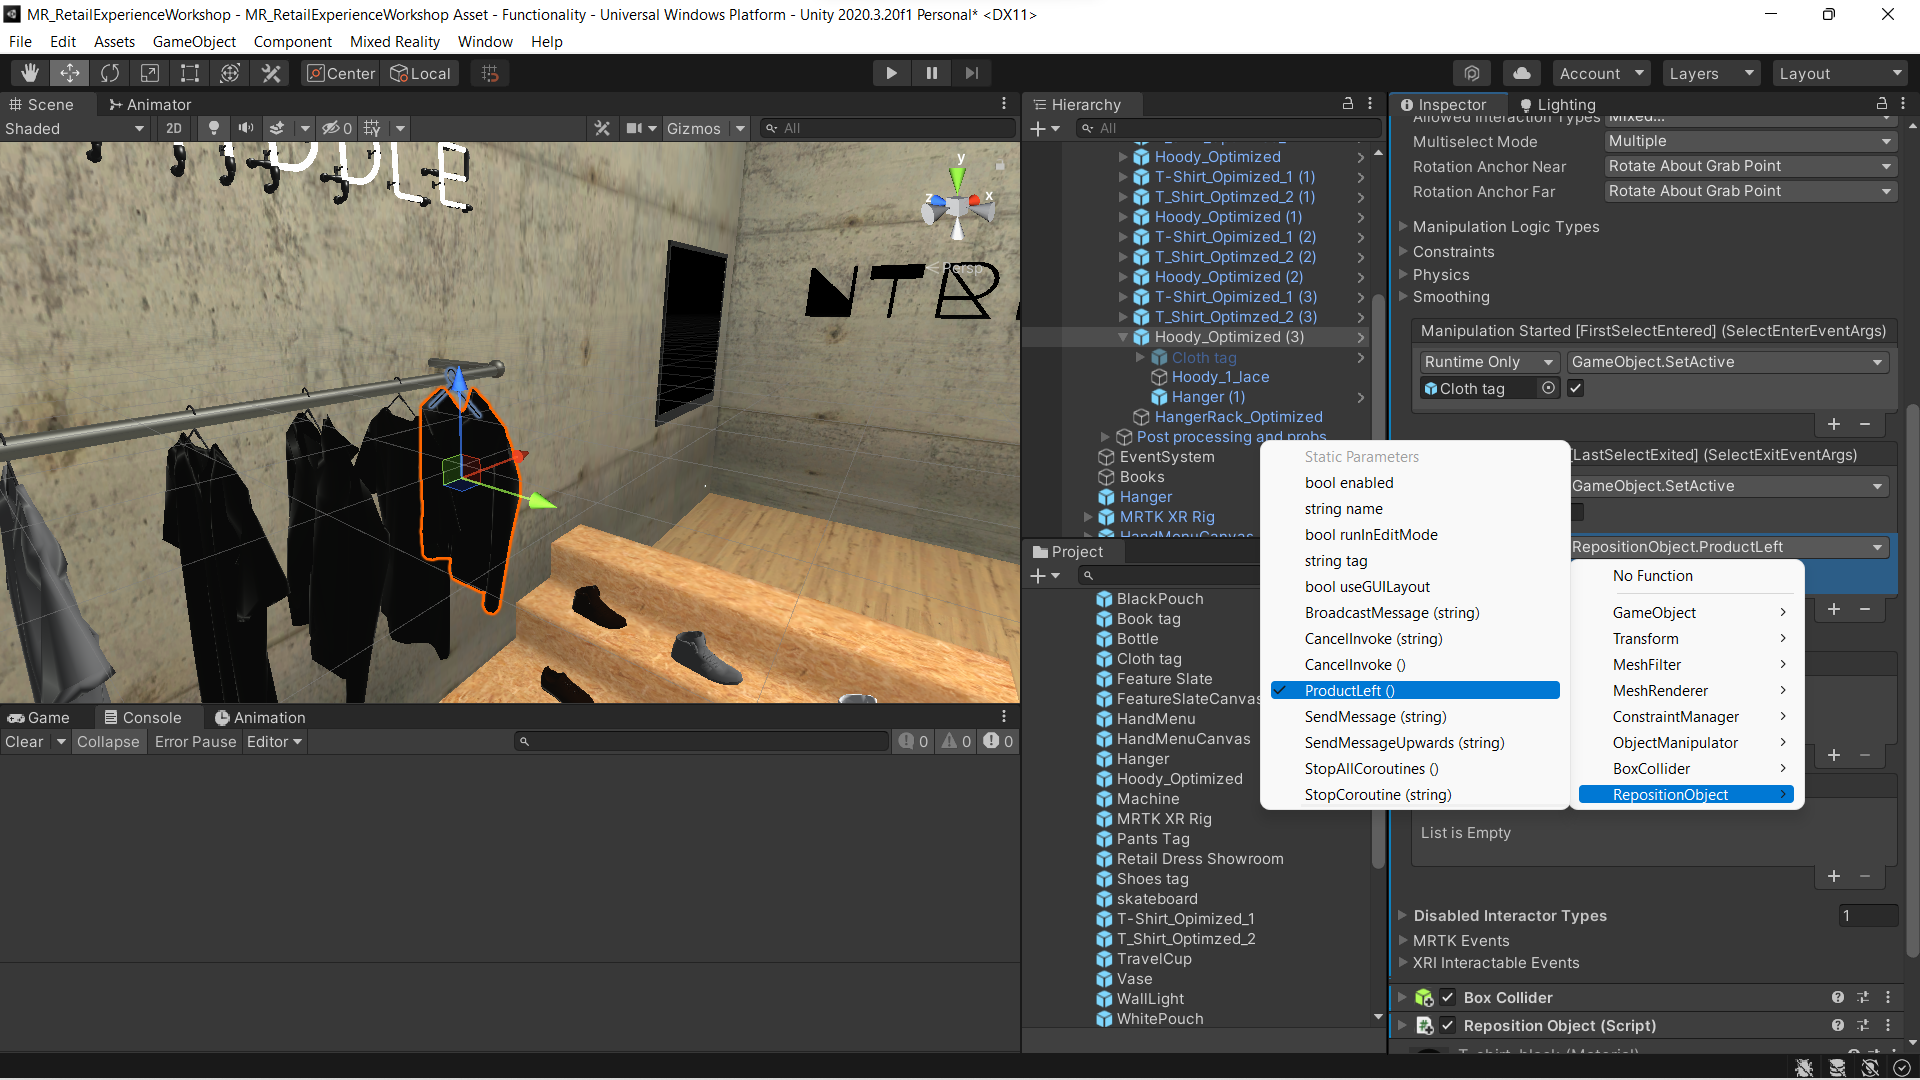 MR_RetailExperienceWorkshop - MR_RetailExperienceWorkshop Asset - Functionality - Universal Windows Platform - Unity 2020.3.20f1 Personal* <DX11>
File Edit Assets GameObject Component Mixed Reality Window Help
Center Local Account Layers Layout
Scene Animator
Shaded 2D 0 Gizmos All
y
z x
Persp
Game Console Animation
Clear Collapse Error Pause Editor 0 0 0
Hierarchy
All
Hoody_Optimized
T-Shirt_Opimized_1 (1)
T_Shirt_Optimzed_2 (1)
Hoody_Optimized (1)
T-Shirt_Opimized_1 (2)
T_Shirt_Optimzed_2 (2)
Hoody_Optimized (2)
T-Shirt_Opimized_1 (3)
T_Shirt_Optimzed_2 (3)
Hoody_Optimized (3)
Cloth tag
Hoody_1_lace
Hanger (1)
HangerRack_Optimized
Post processing and probs
EventSystem
Books
Hanger
MRTK XR Rig
HandMenuCanvas
Project
BlackPouch
Book tag
Bottle
Cloth tag
Feature Slate
FeatureSlateCanvas
HandMenu
HandMenuCanvas
Hanger
Hoody_Optimized
Machine
MRTK XR Rig
Pants Tag
Retail Dress Showroom
Shoes tag
skateboard
T-Shirt_Opimized_1
T_Shirt_Optimzed_2
TravelCup
Vase
WallLight
WhitePouch
Inspector Lighting
Allowed Interaction Types Mixed...
Multiselect Mode Multiple
Rotation Anchor Near Rotate About Grab Point
Rotation Anchor Far Rotate About Grab Point
Manipulation Logic Types
Constraints
Physics
Smoothing
Manipulation Started [FirstSelectEntered] (SelectEnterEventArgs)
Runtime Only GameObject.SetActive
Cloth tag
[LastSelectExited] (SelectExitEventArgs)
GameObject.SetActive
RepositionObject.ProductLeft
Static Parameters
bool enabled
string name
bool runInEditMode
string tag
bool useGUILayout
BroadcastMessage (string)
CancelInvoke (string)
CancelInvoke ()
ProductLeft ()
SendMessage (string)
SendMessageUpwards (string)
StopAllCoroutines ()
StopCoroutine (string)
No Function
GameObject
Transform
MeshFilter
MeshRenderer
ConstraintManager
ObjectManipulator
BoxCollider
RepositionObject
List is Empty
Disabled Interactor Types 1
MRTK Events
XRI Interactable Events
Box Collider
Reposition Object (Script)